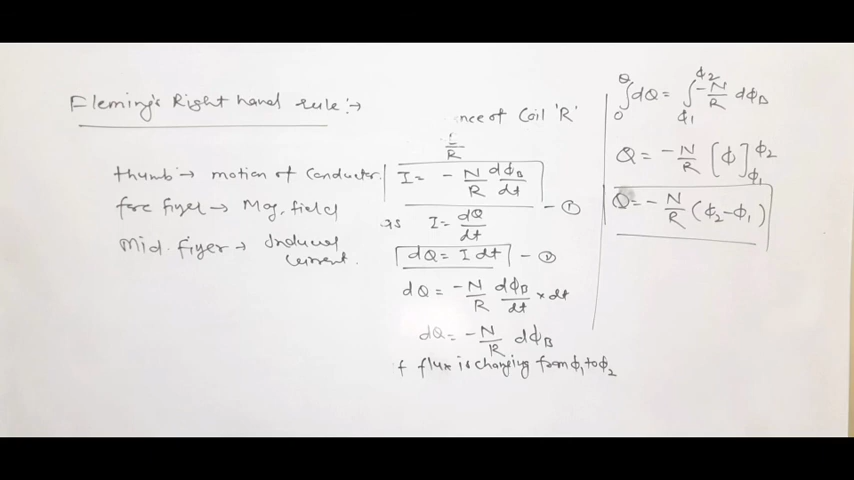 Fleming's Right hand rule:→
thumb → motion of Conductor.
fore finger → Mag. field
Mid. finger → Induced
Current.
nce of Coil 'R'
R
I = - N/R dΦB/dt
— ①
I = dQ/dt
dQ = I dt — ②
dQ = - N/R dΦB/dt × dt
dQ = - N/R dΦB
f flux is changing from Φ1 to Φ2
∫₀^Q dQ = ∫_Φ1^Φ2 - N/R dΦB
Q = - N/R [Φ]_Φ1^Φ2
Q = - N/R (Φ2 - Φ1)